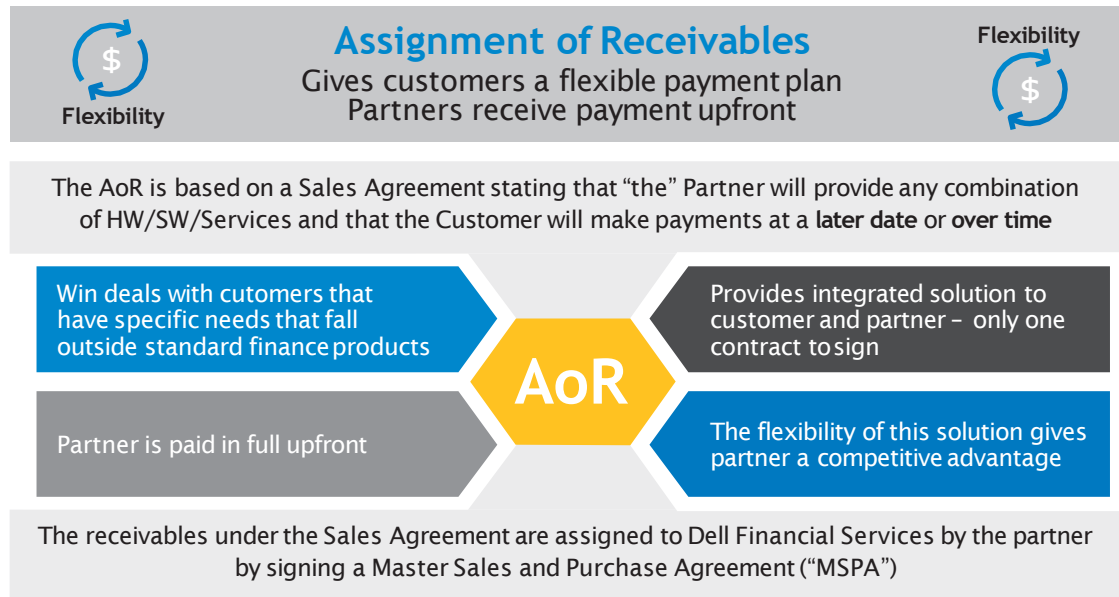 $
Flexibility
Assignment of Receivables
Gives customers a flexible payment plan
Partners receive payment upfront
Flexibility
$
The AoR is based on a Sales Agreement stating that “the” Partner will provide any combination
of HW/SW/Services and that the Customer will make payments at a later date or over time
Win deals with cutomers that
have specific needs that fall
outside standard finance products
Provides integrated solution to
customer and partner – only one
contract to sign
AoR
Partner is paid in full upfront
The flexibility of this solution gives
partner a competitive advantage
The receivables under the Sales Agreement are assigned to Dell Financial Services by the partner
by signing a Master Sales and Purchase Agreement (“MSPA”)